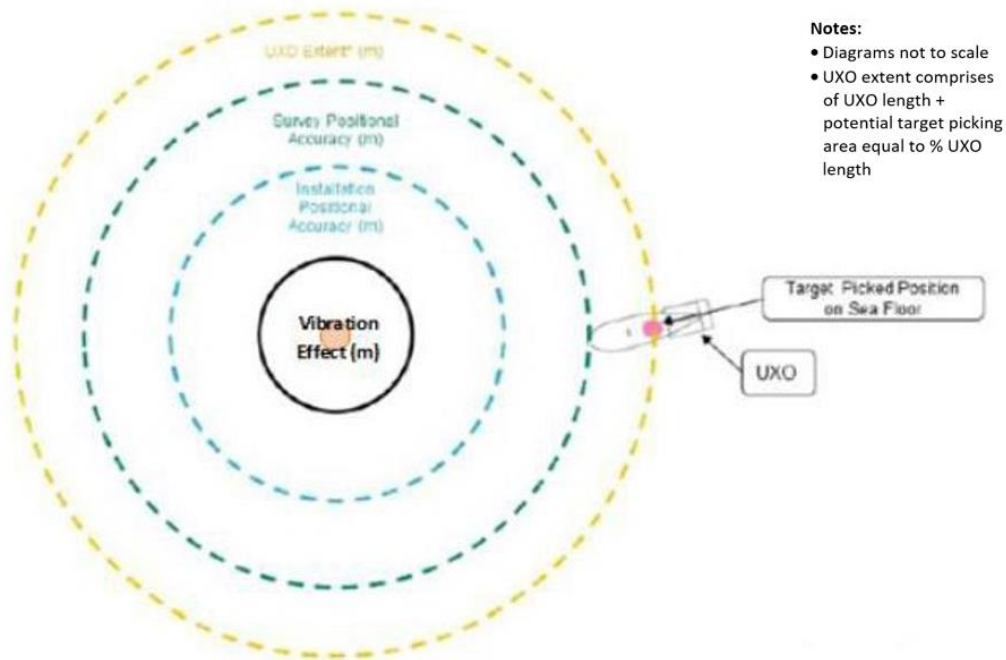 UXO Extent* (m)
Survey Positional
Accuracy (m)
Installation
Positional
Accuracy (m)
Vibration
Effect (m)
Target Picked Position
on Sea Floor
UXO
Notes:
• Diagrams not to scale
• UXO extent comprises
of UXO length +
potential target picking
area equal to % UXO
length